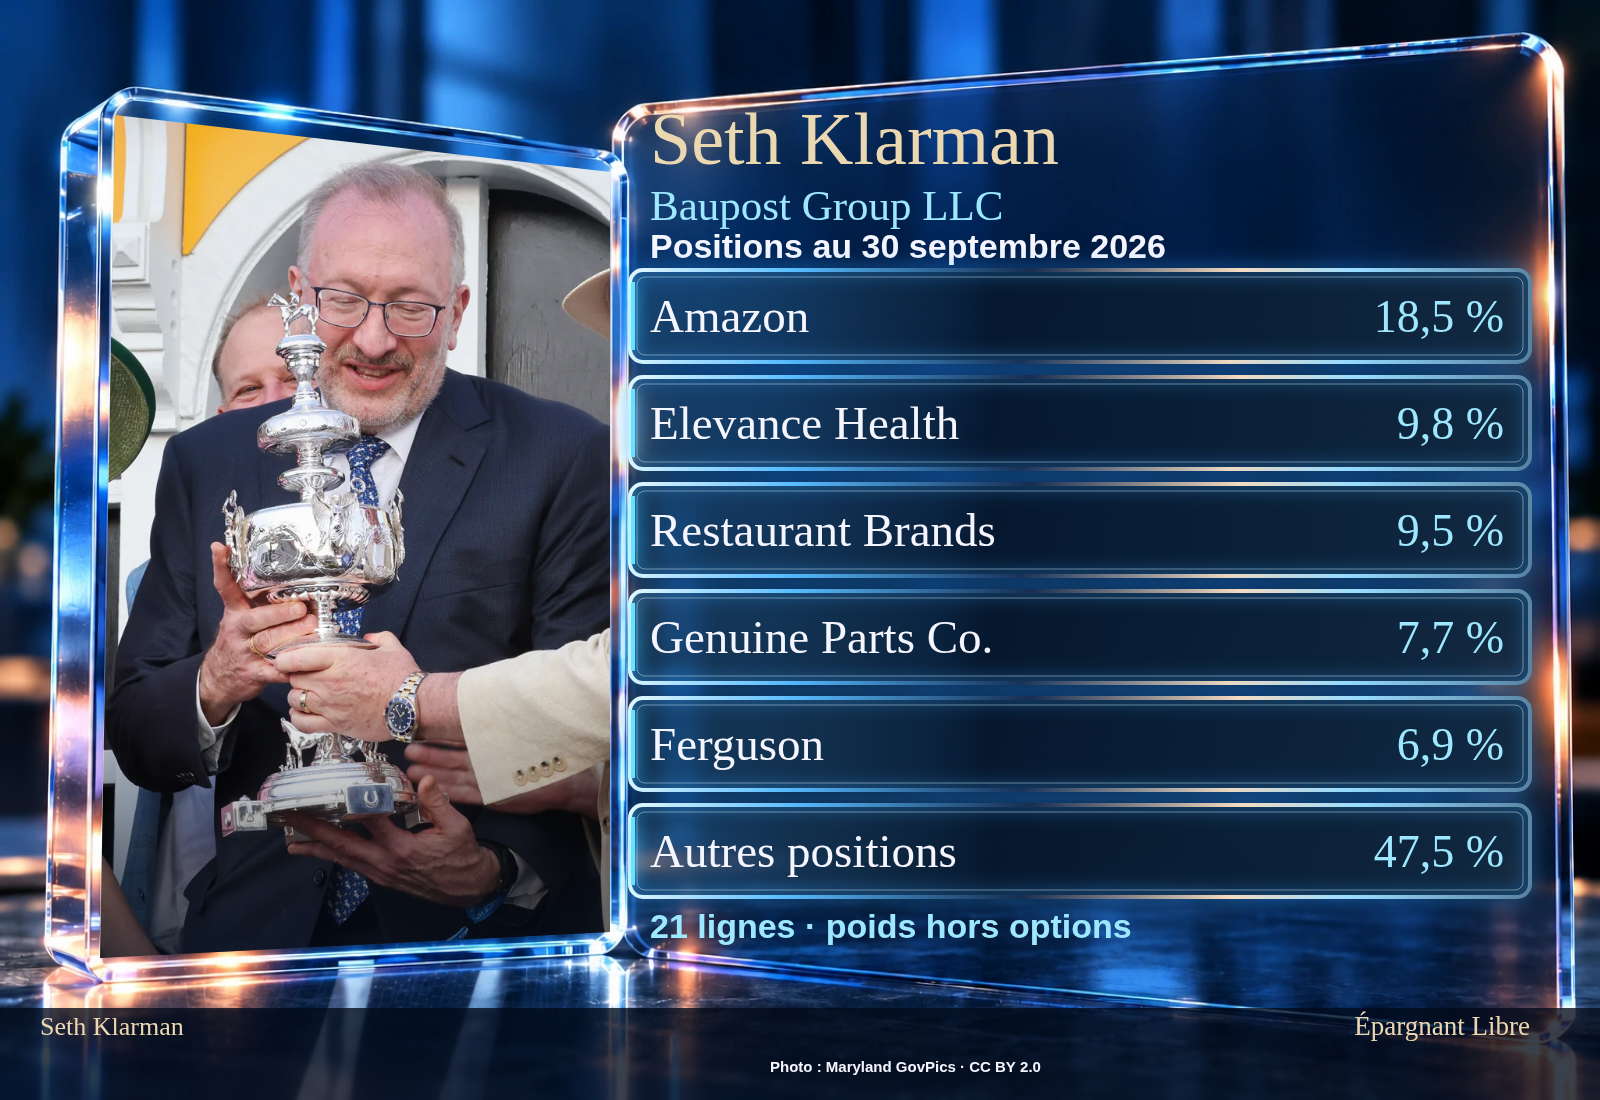 Seth Klarman
Baupost Group LLC
Positions au 30 septembre 2026
Amazon 18,5 %
Elevance Health 9,8 %
Restaurant Brands 9,5 %
Genuine Parts Co. 7,7 %
Ferguson 6,9 %
Autres positions 47,5 %
21 lignes · poids hors options
Seth Klarman
Épargnant Libre
Photo : Maryland GovPics · CC BY 2.0